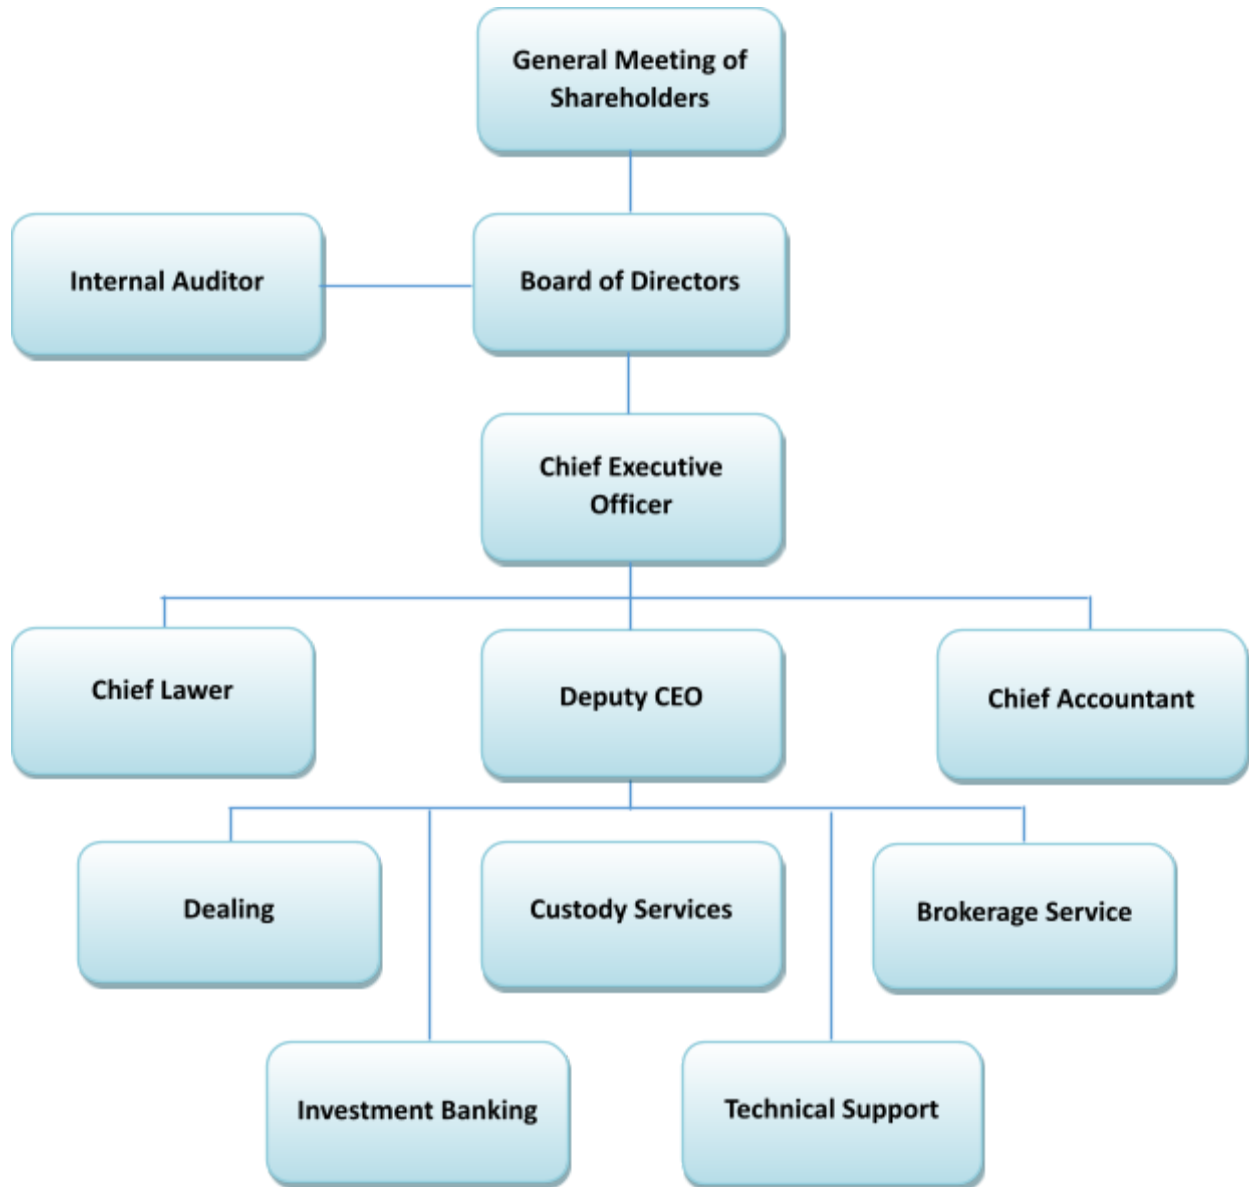 General Meeting of
Shareholders
Internal Auditor
Board of Directors
Chief Executive
Officer
Chief Lawer
Deputy CEO
Chief Accountant
Dealing
Custody Services
Brokerage Service
Investment Banking
Technical Support